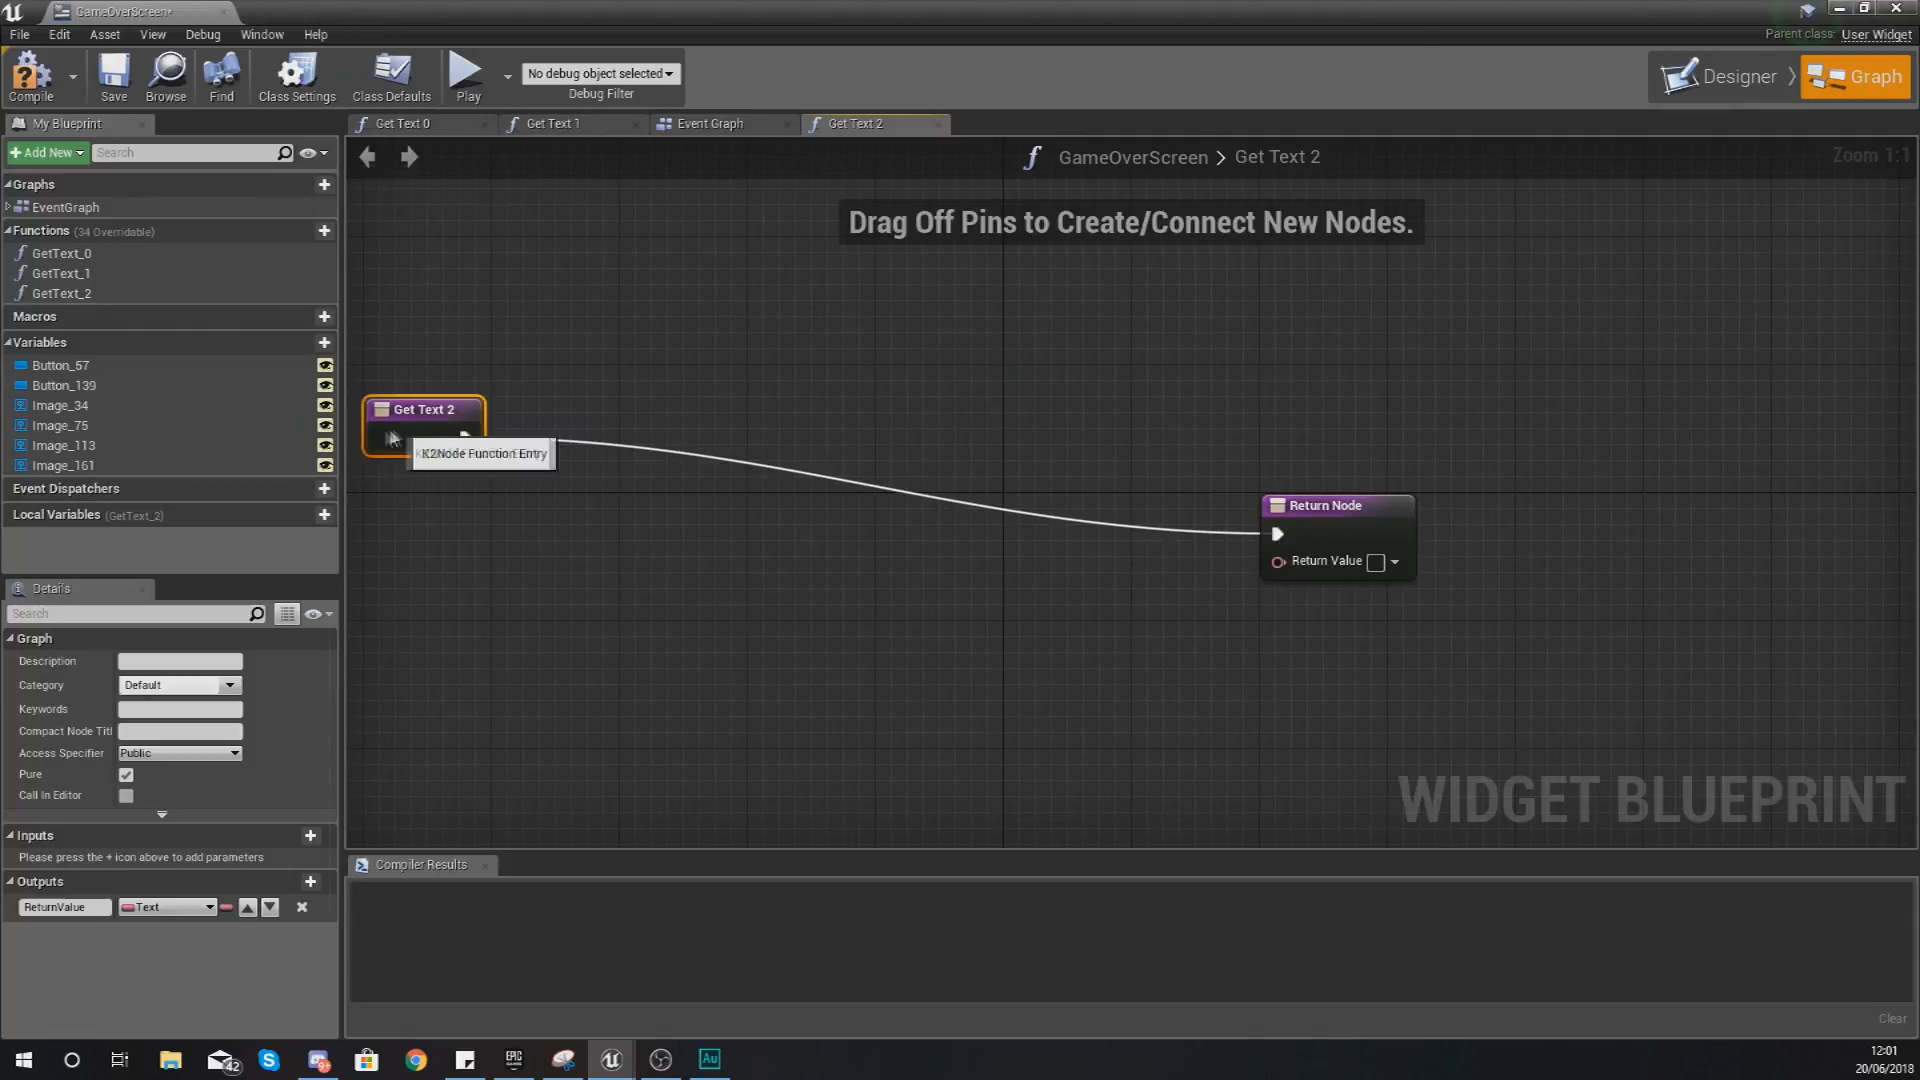 GameOverScreen*
File Edit Asset View Debug Window Help
Parent class: User Widget
Compile
Save
Browse
Find
Class Settings
Class Defaults
Play
No debug object selected
Debug Filter
Designer
Graph
My Blueprint
Get Text 0
Get Text 1
Event Graph
Get Text 2
Add New
Search
GameOverScreen > Get Text 2
Zoom 1:1
Drag Off Pins to Create/Connect New Nodes.
Graphs
EventGraph
Functions (34 Overridable)
GetText_0
GetText_1
GetText_2
Macros
Variables
Button_57
Button_139
Image_34
Image_75
Image_113
Image_161
Event Dispatchers
Local Variables (GetText_2)
Get Text 2
K2Node Function Entry
Return Node
Return Value
WIDGET BLUEPRINT
Details
Search
Graph
Description
Category Default
Keywords
Compact Node Titl
Access Specifier Public
Pure
Call In Editor
Inputs
Please press the + icon above to add parameters
Outputs
ReturnValue Text
Compiler Results
Clear
42
9+
EPIC
GAMES
Au
12:01
20/06/2018